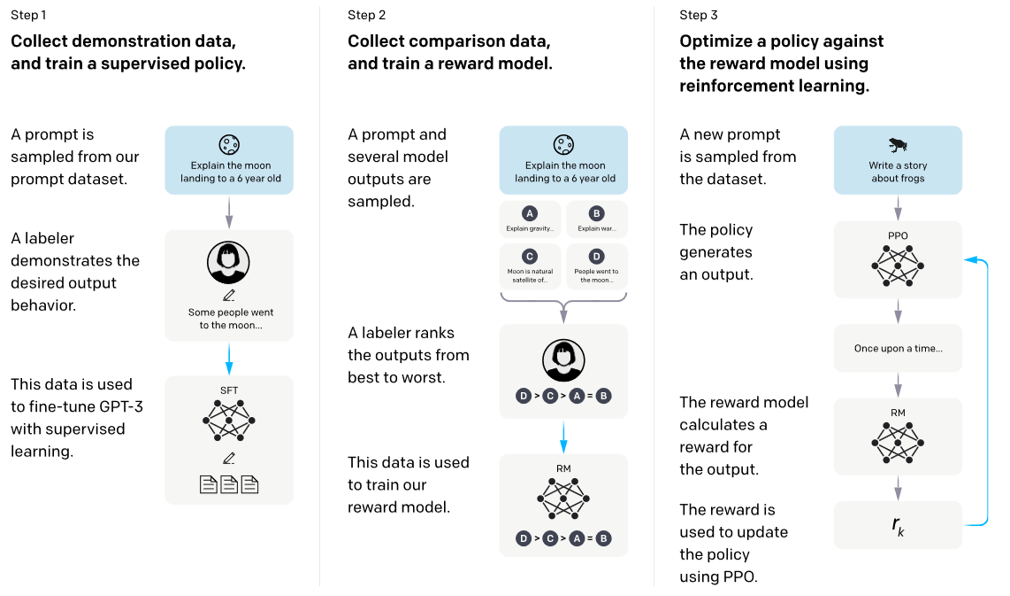 Step 1
Collect demonstration data,
and train a supervised policy.
A prompt is
sampled from our
prompt dataset.
Explain the moon
landing to a 6 year old
A labeler
demonstrates the
desired output
behavior.
Some people went
to the moon...
This data is used
to fine-tune GPT-3
with supervised
learning.
SFT
Step 2
Collect comparison data,
and train a reward model.
A prompt and
several model
outputs are
sampled.
Explain the moon
landing to a 6 year old
A
Explain gravity...
B
Explain war...
C
Moon is natural
satellite of...
D
People went to
the moon...
A labeler ranks
the outputs from
best to worst.
D > C > A = B
This data is used
to train our
reward model.
RM
D > C > A = B
Step 3
Optimize a policy against
the reward model using
reinforcement learning.
A new prompt
is sampled from
the dataset.
Write a story
about frogs
The policy
generates
an output.
PPO
Once upon a time...
The reward model
calculates a
reward for
the output.
RM
The reward is
used to update
the policy
using PPO.
rk